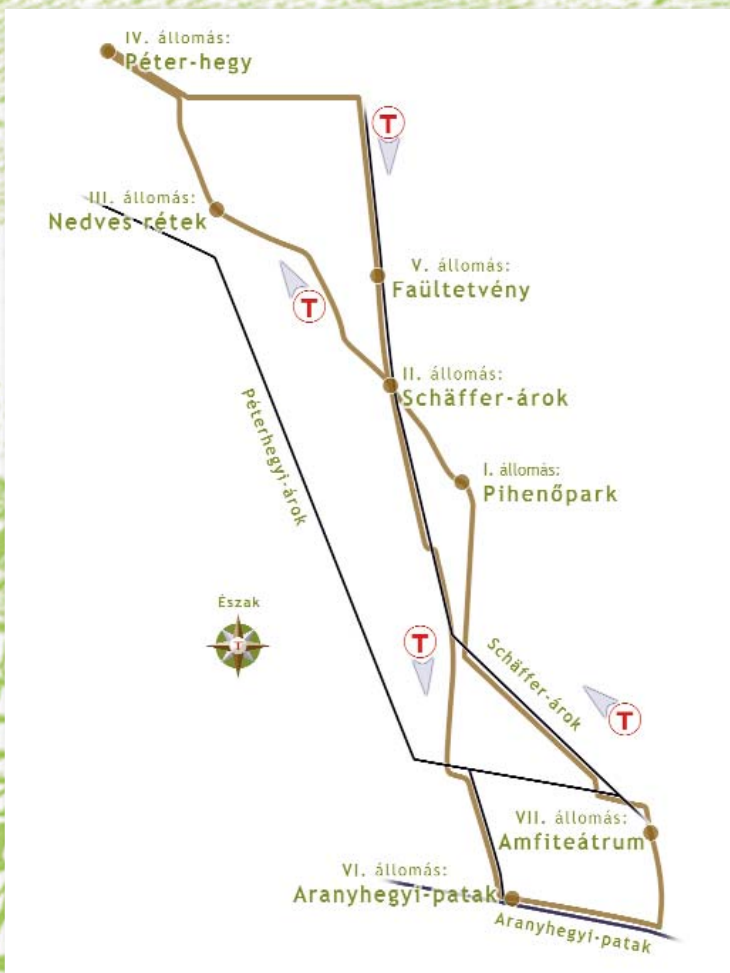 IV. állomás:
Péter-hegy
T
III. állomás:
Nedves rétek
T
V. állomás:
Faültetvény
II. állomás:
Schäffer-árok
Péterhegyi-árok
I. állomás:
Pihenőpark
Észak
T
T
Schäffer-árok
T
VII. állomás:
Amfiteátrum
VI. állomás:
Aranyhegyi-patak
Aranyhegyi-patak